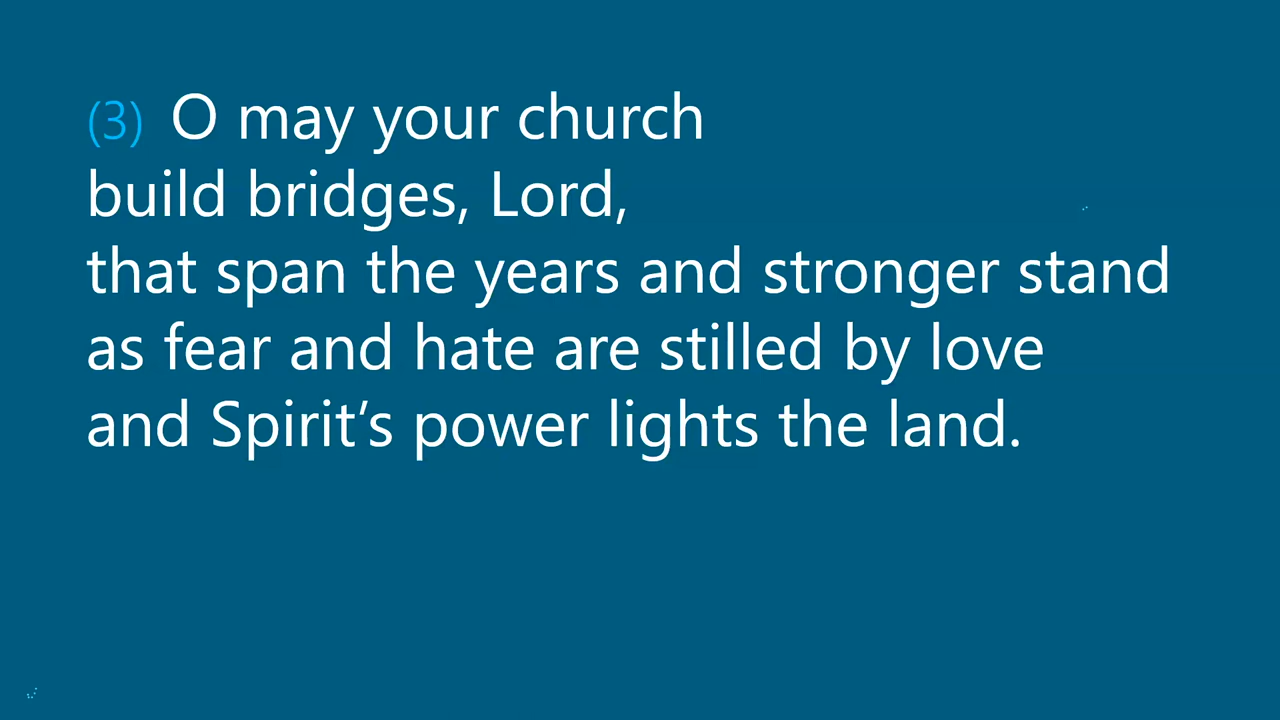 (3) O may your church
build bridges, Lord,
that span the years and stronger stand
as fear and hate are stilled by love
and Spirit’s power lights the land.